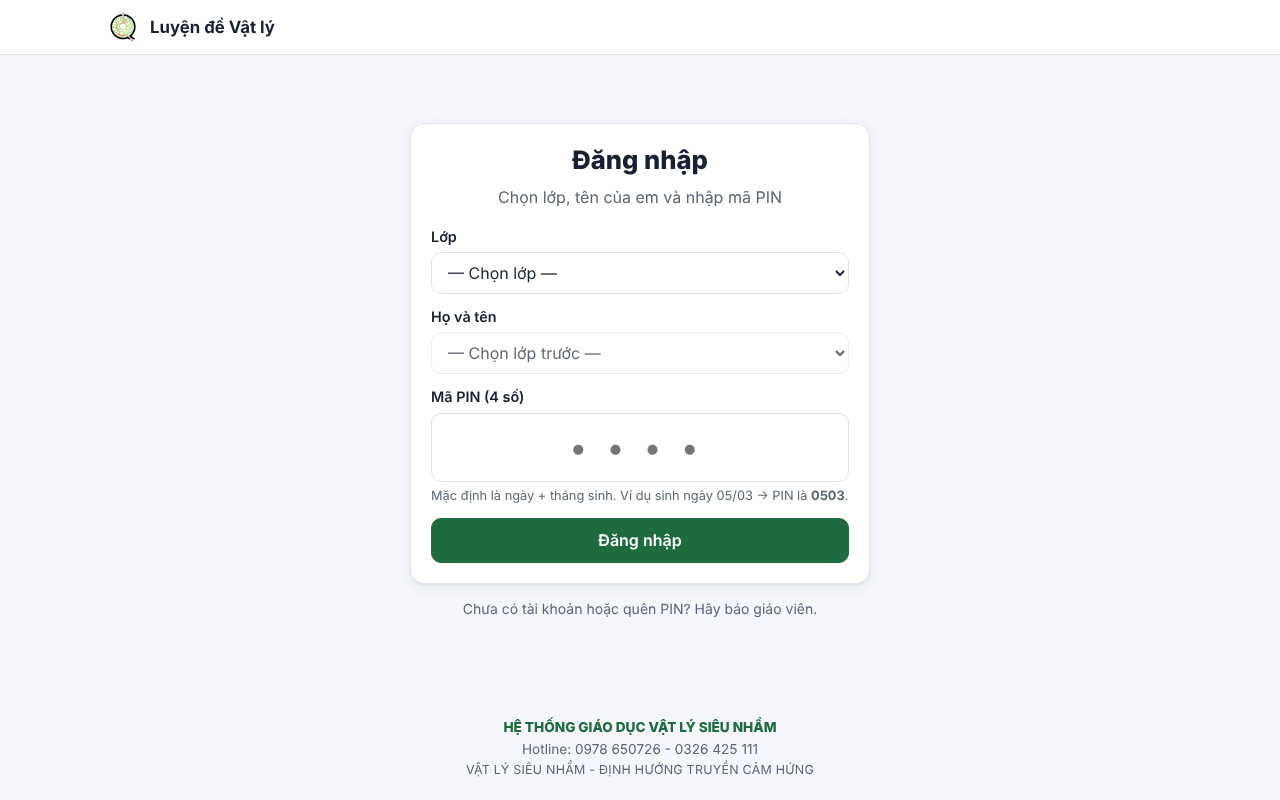 Luyện đề Vật lý
Đăng nhập
Chọn lớp, tên của em và nhập mã PIN
Lớp
— Chọn lớp —
Họ và tên
— Chọn lớp trước —
Mã PIN (4 số)
Mặc định là ngày + tháng sinh. Ví dụ sinh ngày 05/03 → PIN là 0503.
Đăng nhập
Chưa có tài khoản hoặc quên PIN? Hãy báo giáo viên.
HỆ THỐNG GIÁO DỤC VẬT LÝ SIÊU NHẨM
Hotline: 0978 650726 - 0326 425 111
VẬT LÝ SIÊU NHẨM - ĐỊNH HƯỚNG TRUYỀN CẢM HỨNG